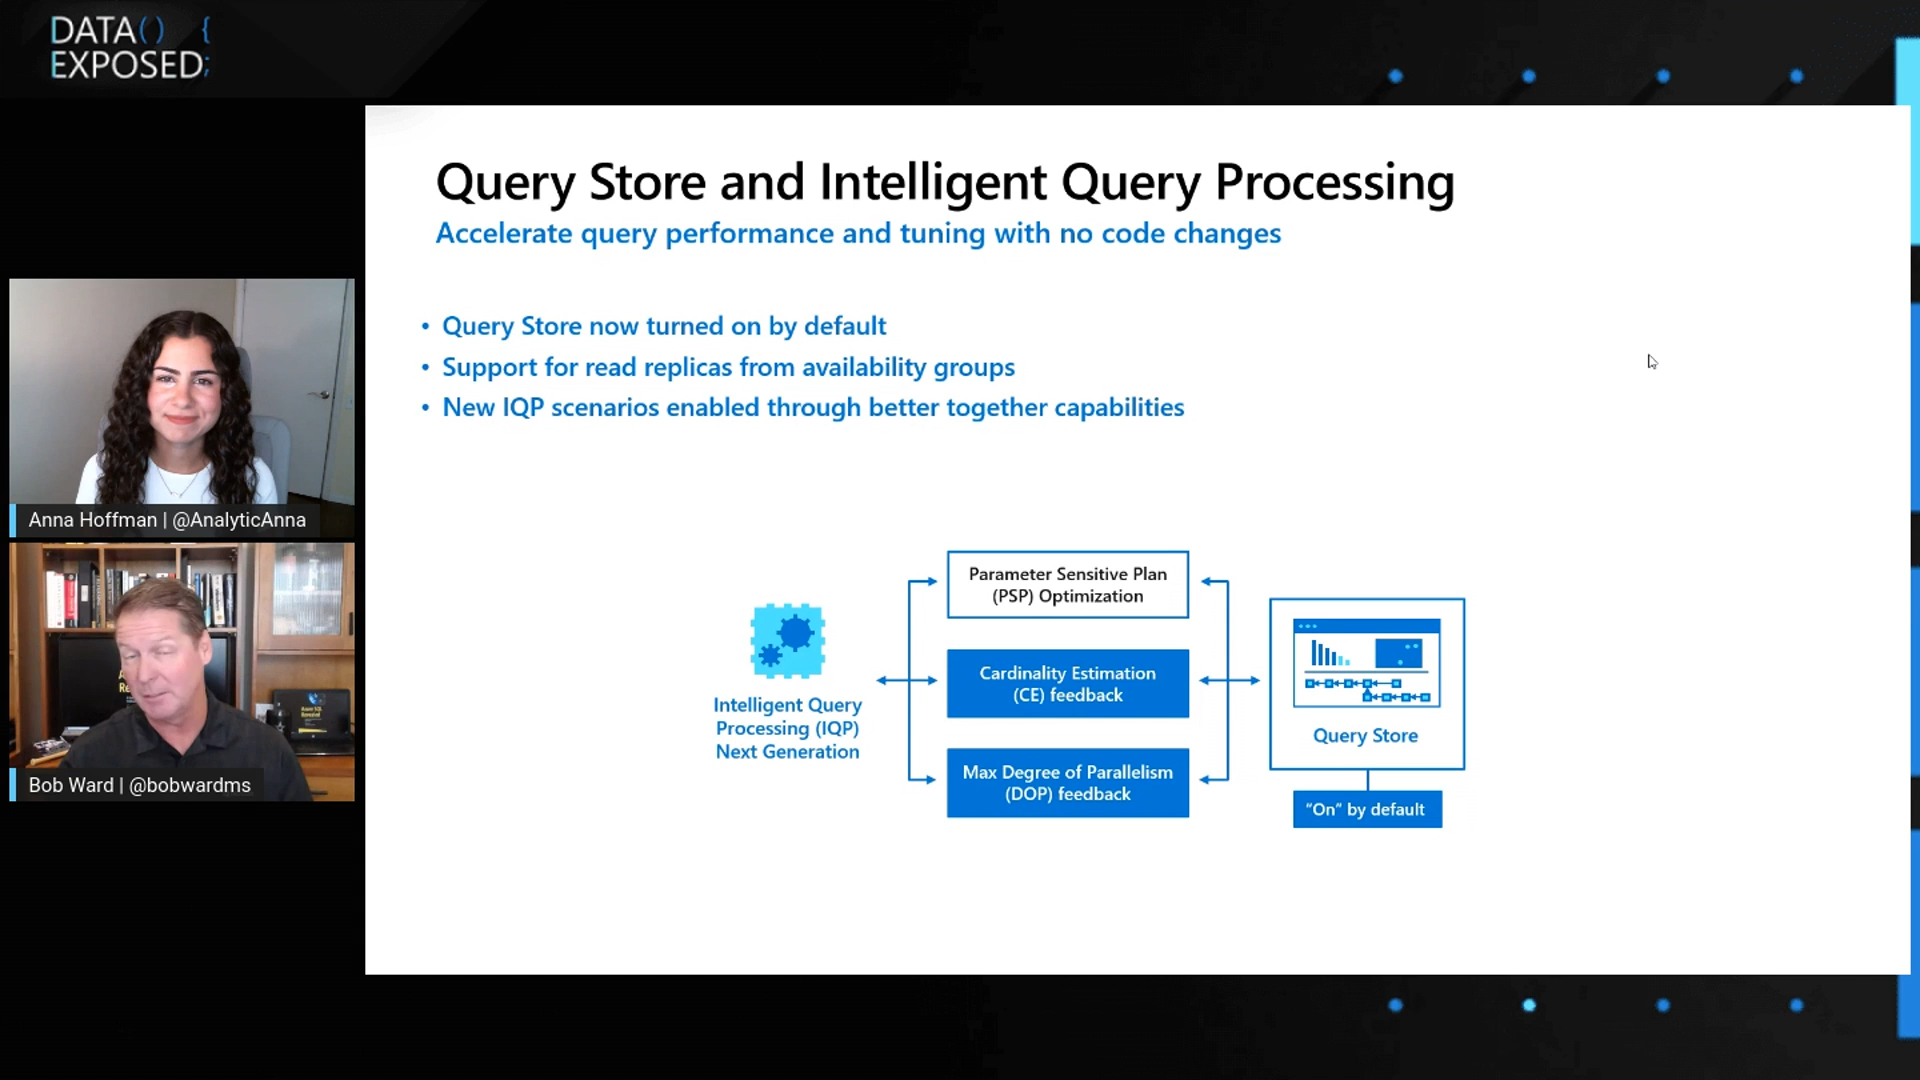 DATA() {
EXPOSED;
Query Store and Intelligent Query Processing
Accelerate query performance and tuning with no code changes
• Query Store now turned on by default
• Support for read replicas from availability groups
• New IQP scenarios enabled through better together capabilities
Anna Hoffman | @AnalyticAnna
Bob Ward | @bobwardms
Intelligent Query
Processing (IQP)
Next Generation
Parameter Sensitive Plan
(PSP) Optimization
Cardinality Estimation
(CE) feedback
Max Degree of Parallelism
(DOP) feedback
Query Store
“On” by default